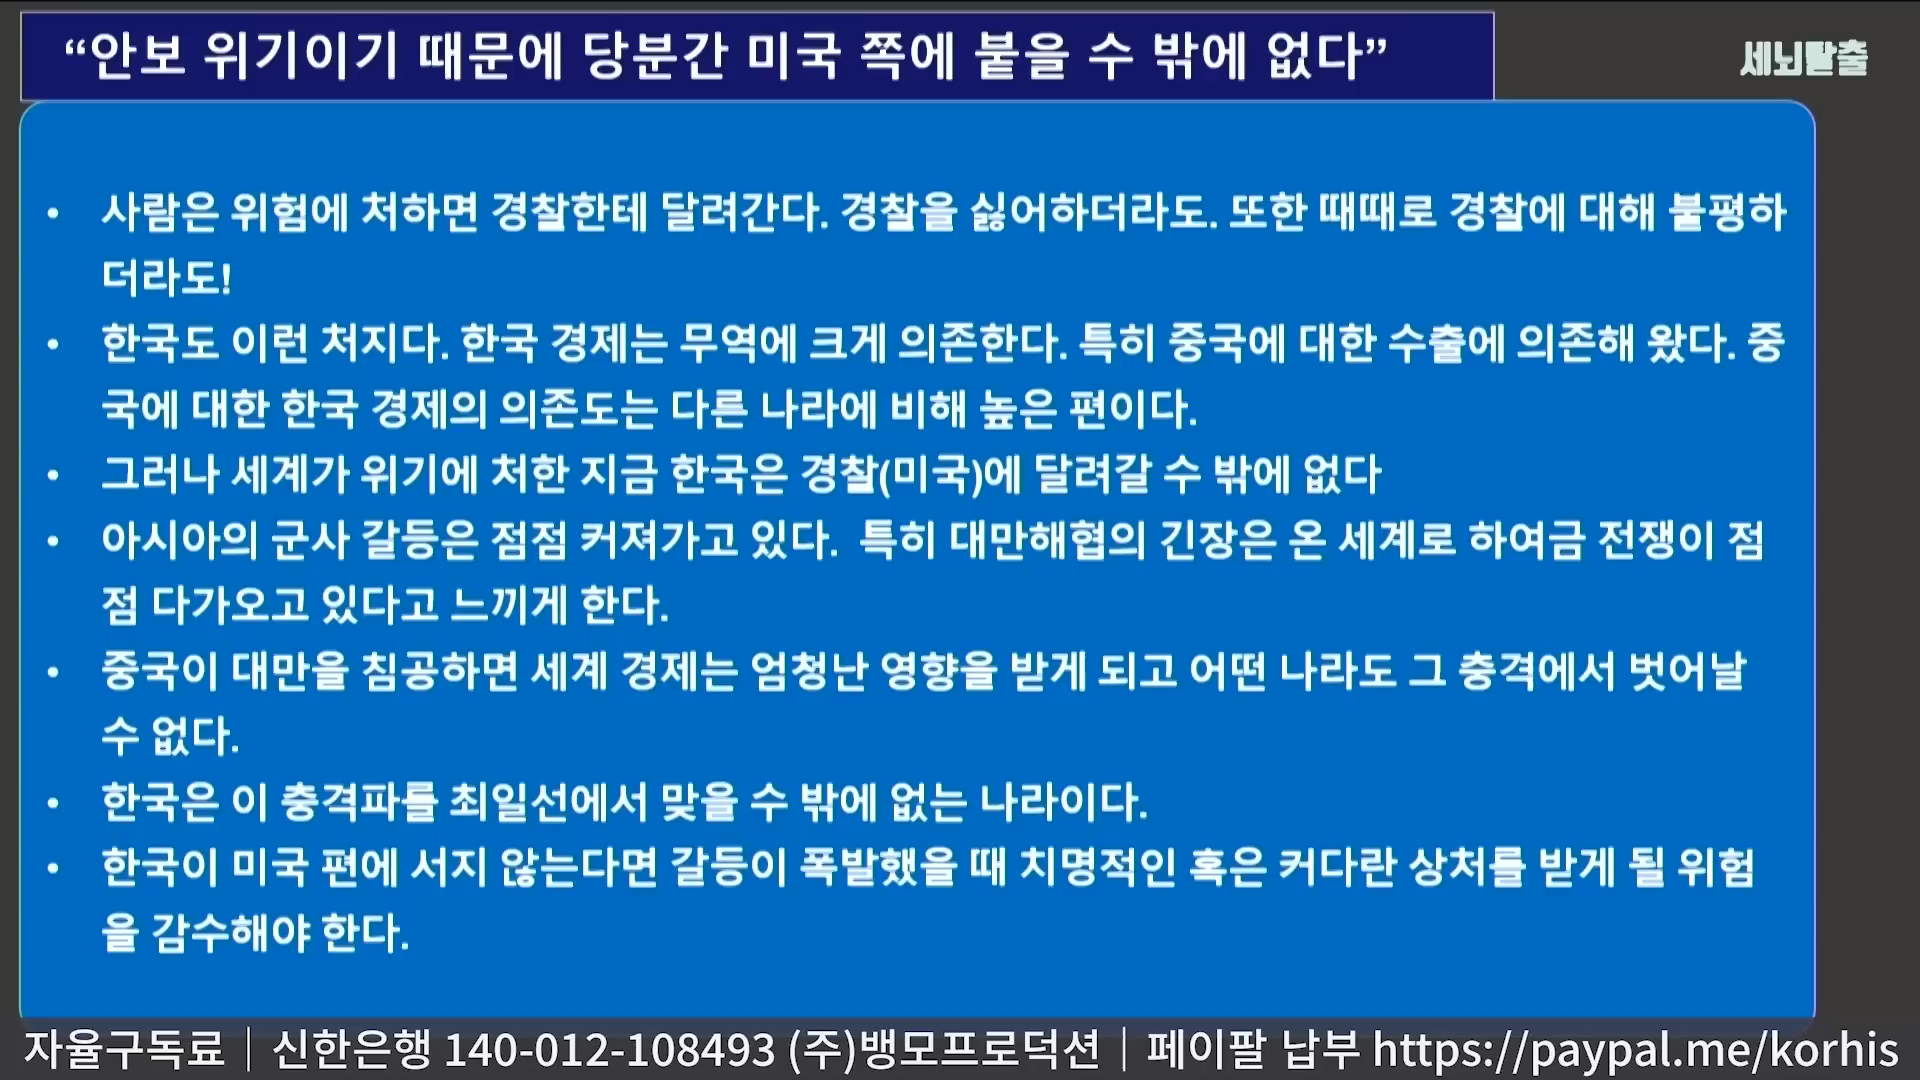 “안보 위기이기 때문에 당분간 미국 쪽에 붙을 수 밖에 없다”
세뇌탈출
• 사람은 위험에 처하면 경찰한테 달려간다. 경찰을 싫어하더라도. 또한 때때로 경찰에 대해 불평하
더라도!
• 한국도 이런 처지다. 한국 경제는 무역에 크게 의존한다. 특히 중국에 대한 수출에 의존해 왔다. 중
국에 대한 한국 경제의 의존도는 다른 나라에 비해 높은 편이다.
• 그러나 세계가 위기에 처한 지금 한국은 경찰(미국)에 달려갈 수 밖에 없다
• 아시아의 군사 갈등은 점점 커져가고 있다. 특히 대만해협의 긴장은 온 세계로 하여금 전쟁이 점
점 다가오고 있다고 느끼게 한다.
• 중국이 대만을 침공하면 세계 경제는 엄청난 영향을 받게 되고 어떤 나라도 그 충격에서 벗어날
수 없다.
• 한국은 이 충격파를 최일선에서 맞을 수 밖에 없는 나라이다.
• 한국이 미국 편에 서지 않는다면 갈등이 폭발했을 때 치명적인 혹은 커다란 상처를 받게 될 위험
을 감수해야 한다.
자율구독료｜신한은행 140-012-108493 (주)뱅모프로덕션｜페이팔 납부 https://paypal.me/korhis